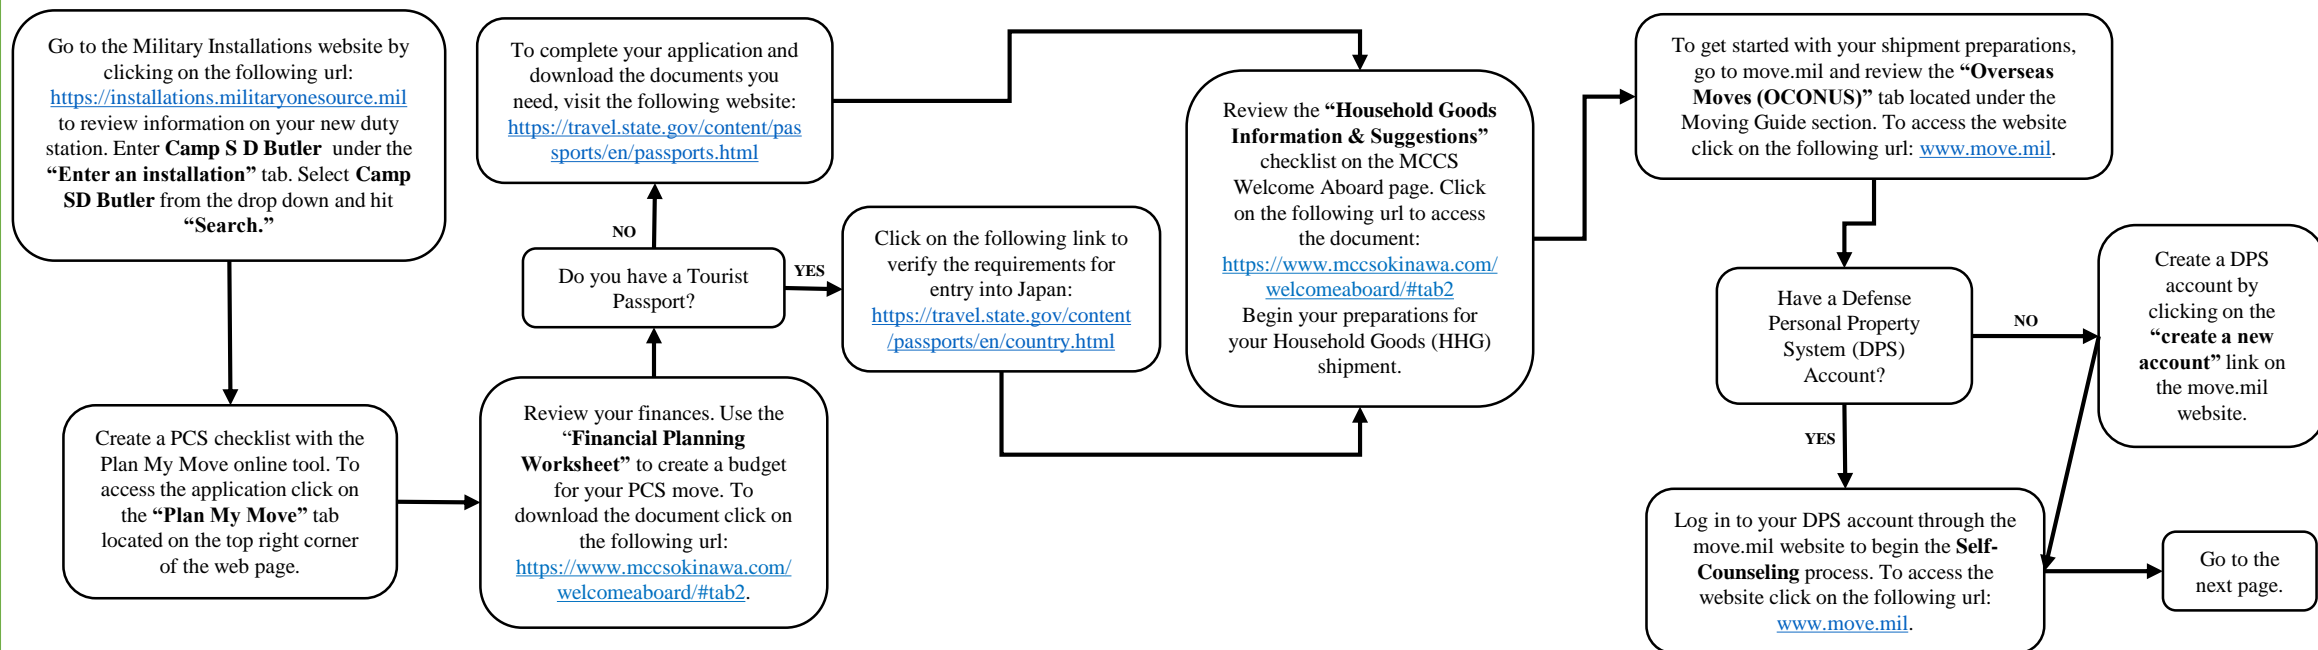 Go to the Military Installations website by
clicking on the following url:
https://installations.militaryonesource.mil
to review information on your new duty
station. Enter Camp S D Butler under the
“Enter an installation” tab. Select Camp
SD Butler from the drop down and hit
“Search.”
Create a PCS checklist with the
Plan My Move online tool. To
access the application click on
the “Plan My Move” tab
located on the top right corner
of the web page.
Review your finances. Use the
“Financial Planning
Worksheet” to create a budget
for your PCS move. To
download the document click on
the following url:
https://www.mccsokinawa.com/
welcomeaboard/#tab2.
Do you have a Tourist
Passport?
NO
To complete your application and
download the documents you
need, visit the following website:
https://travel.state.gov/content/pas
sports/en/passports.html
YES
Click on the following link to
verify the requirements for
entry into Japan:
https://travel.state.gov/content
/passports/en/country.html
Review the “Household Goods
Information & Suggestions”
checklist on the MCCS
Welcome Aboard page. Click
on the following url to access
the document:
https://www.mccsokinawa.com/
welcomeaboard/#tab2
Begin your preparations for
your Household Goods (HHG)
shipment.
To get started with your shipment preparations,
go to move.mil and review the “Overseas
Moves (OCONUS)” tab located under the
Moving Guide section. To access the website
click on the following url: www.move.mil.
Have a Defense
Personal Property
System (DPS)
Account?
NO
Create a DPS
account by
clicking on the
“create a new
account” link on
the move.mil
website.
YES
Log in to your DPS account through the
move.mil website to begin the Self-
Counseling process. To access the
website click on the following url:
www.move.mil.
Go to the
next page.